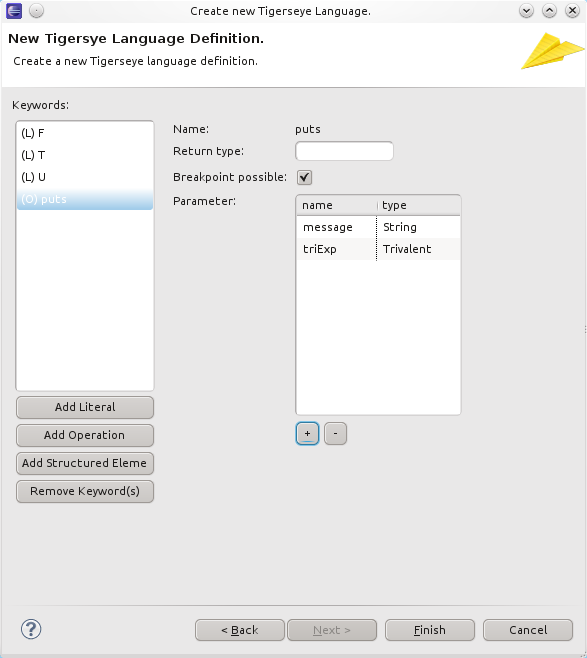 Create new Tigerseye Language.
New Tigersye Language Definition.
Create a new Tigerseye language definition.
Keywords:
(L) F
(L) T
(L) U
(O) puts
Add Literal
Add Operation
Add Structured Eleme
Remove Keyword(s)
Name: puts
Return type:
Breakpoint possible:
Parameter:
name type
message String
triExp Trivalent
+ -
?
< Back Next > Finish Cancel